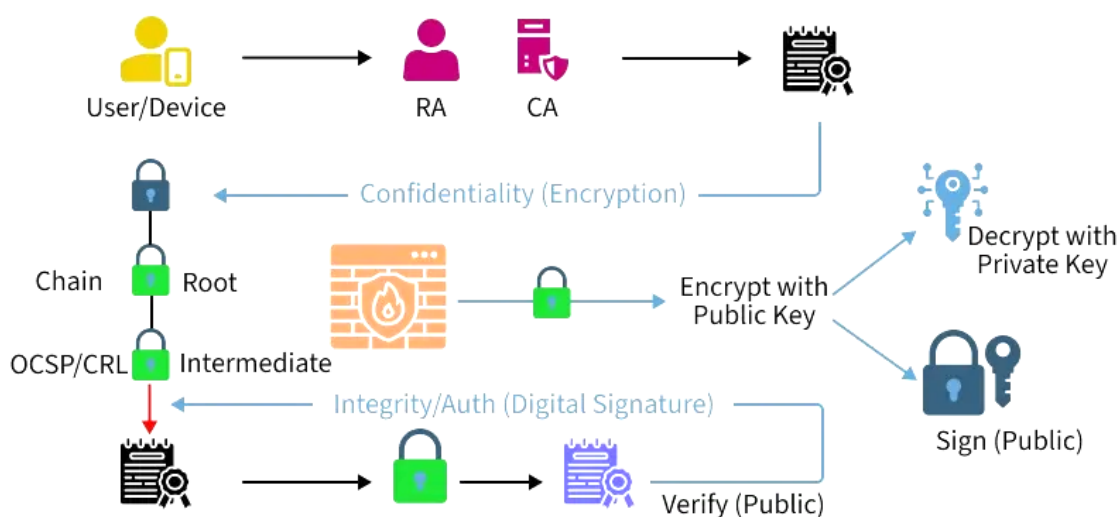 User/Device
RA
CA
Confidentiality (Encryption)
Chain
Root
Encrypt with
Public Key
Decrypt with
Private Key
OCSP/CRL
Intermediate
Integrity/Auth (Digital Signature)
Sign (Public)
Verify (Public)